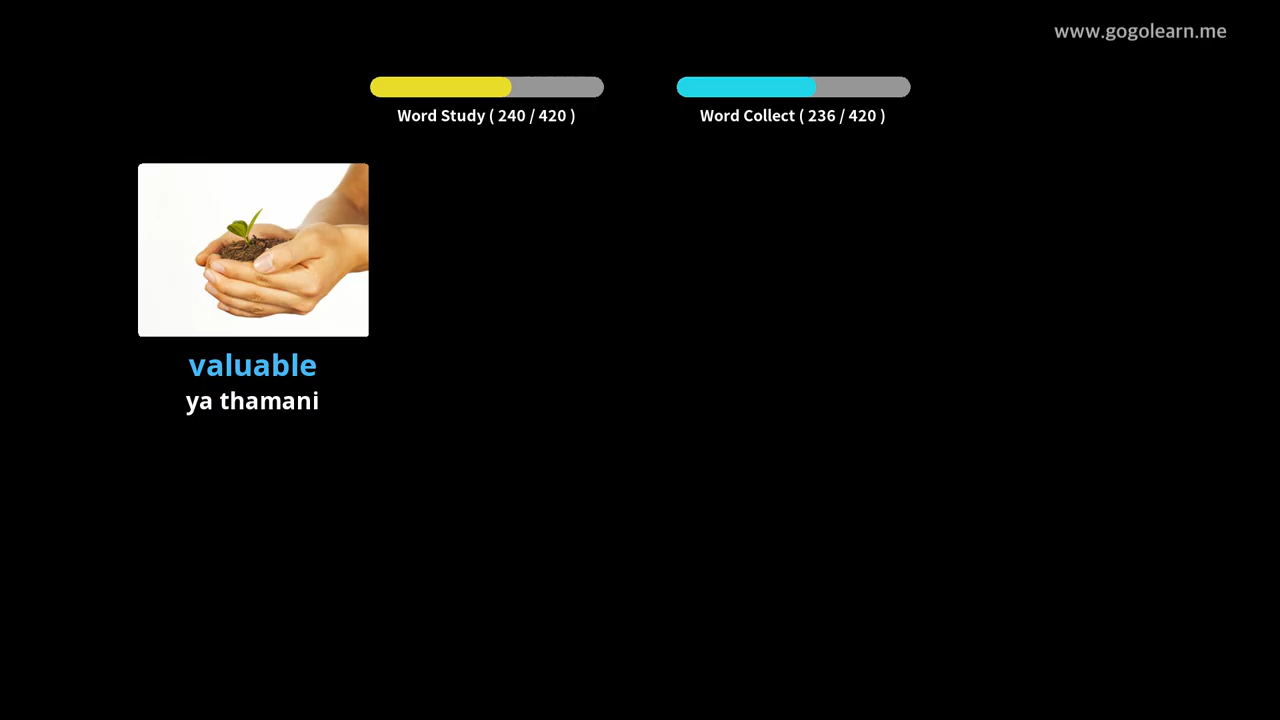 www.gogolearn.me
Word Study ( 240 / 420 )
Word Collect ( 236 / 420 )
valuable
ya thamani